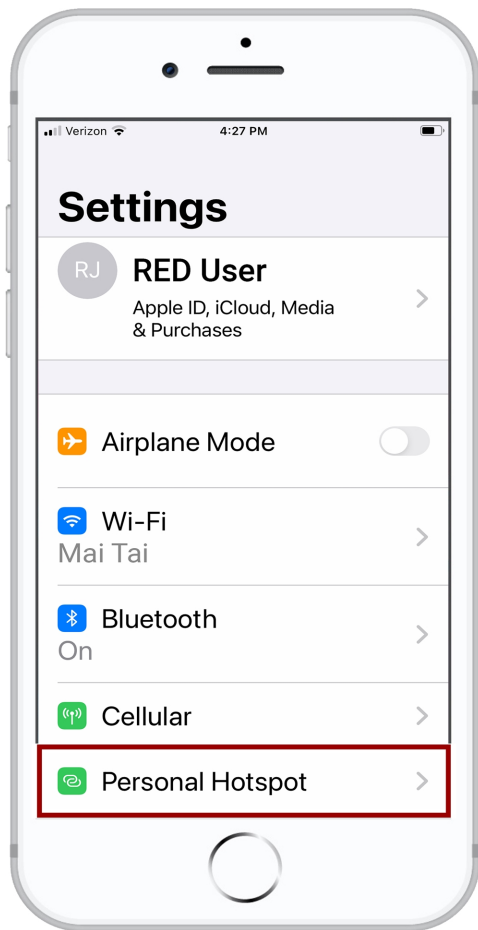 Verizon 4:27 PM
Settings
RJ
RED User
Apple ID, iCloud, Media
& Purchases
Airplane Mode
Wi-Fi
Mai Tai
Bluetooth
On
Cellular
Personal Hotspot